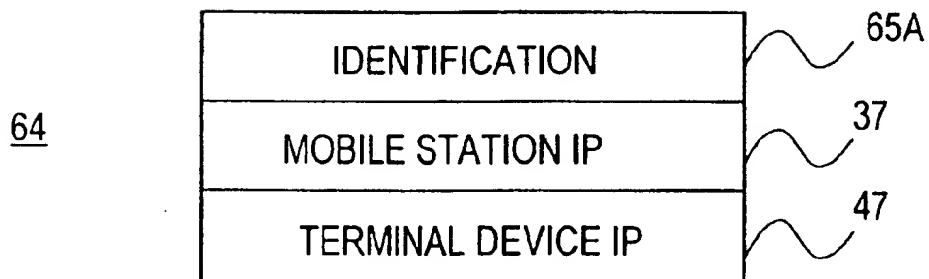 IDENTIFICATION 65A
64 MOBILE STATION IP 37
TERMINAL DEVICE IP 47